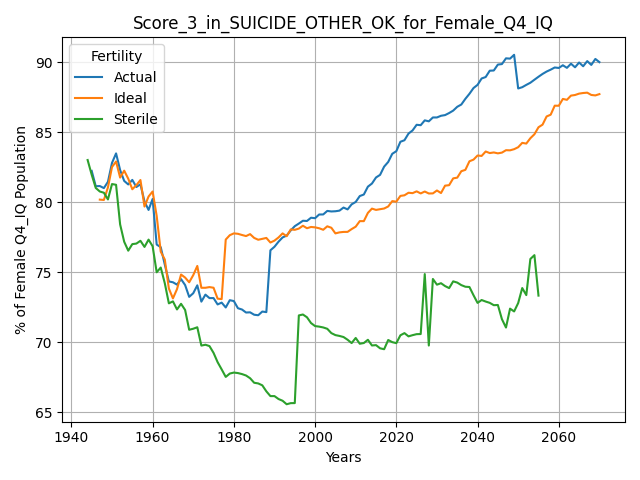 Score_3_in_SUICIDE_OTHER_OK_for_Female_Q4_IQ
Fertility
Actual
Ideal
Sterile
% of Female Q4_IQ Population
90
85
80
75
70
65
1940
1960
1980
2000
2020
2040
2060
Years